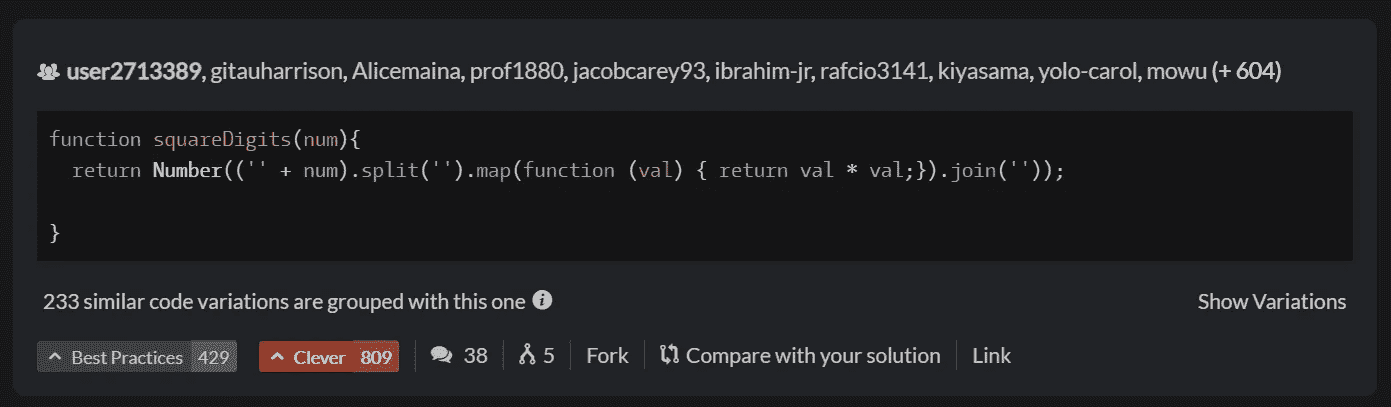 user2713389, gitauharrison, Alicemaina, prof1880, jacobcarey93, ibrahim-jr, rafcio3141, kiyasama, yolo-carol, mowu (+ 604)
function squareDigits(num){
  return Number(('' + num).split('').map(function (val) { return val * val;}).join(''));
}
233 similar code variations are grouped with this one
Show Variations
Best Practices 429 Clever 809 38 5 Fork Compare with your solution Link